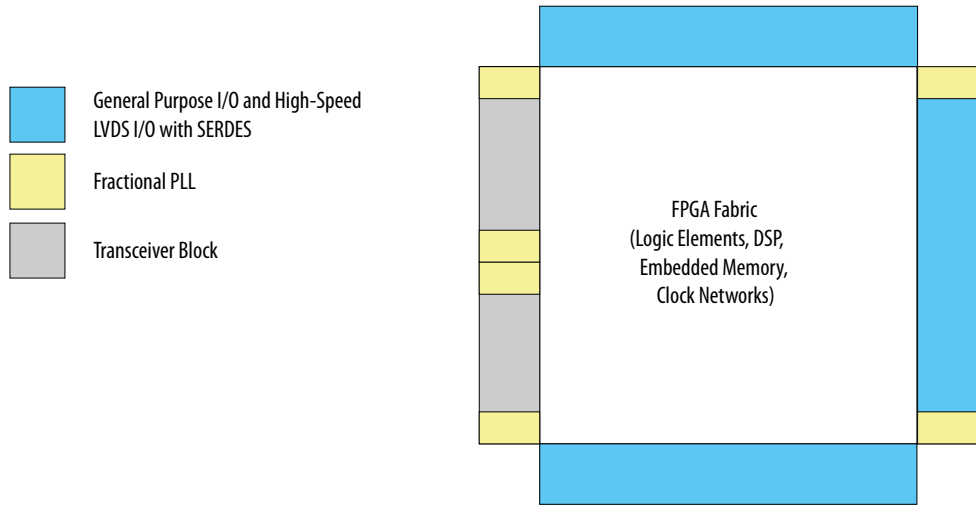 General Purpose I/O and High-Speed
LVDS I/O with SERDES
Fractional PLL
Transceiver Block
FPGA Fabric
(Logic Elements, DSP,
Embedded Memory,
Clock Networks)